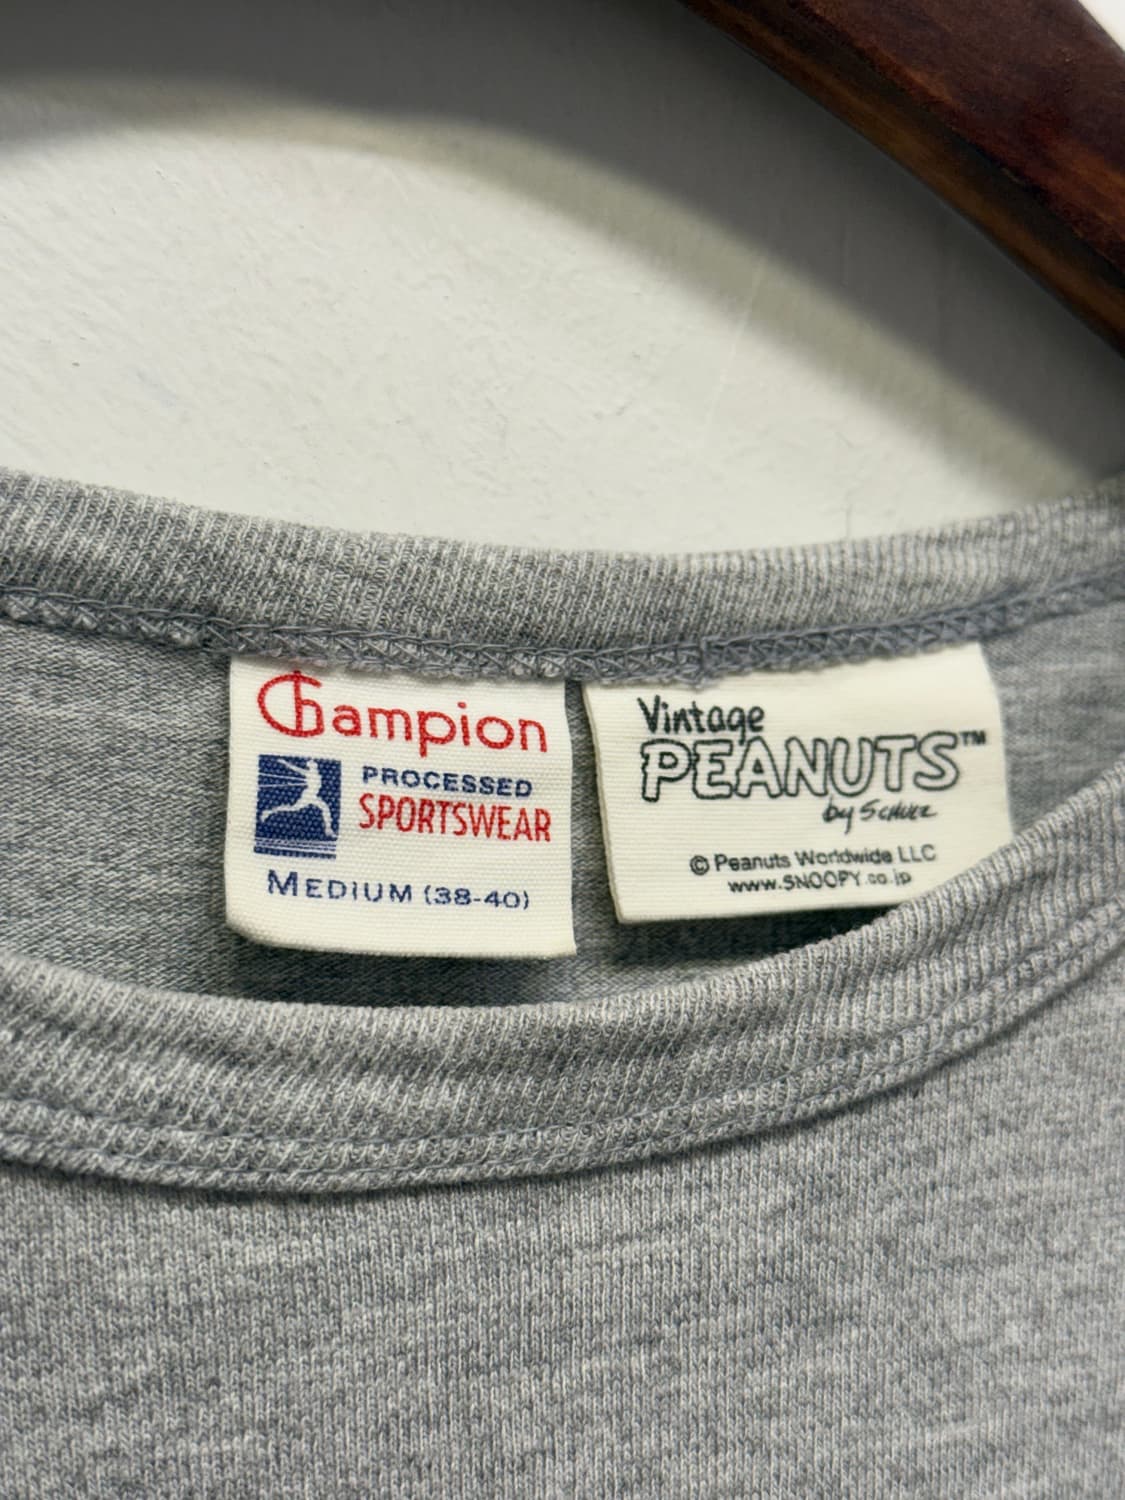 Champion
PROCESSED
SPORTSWEAR
MEDIUM (38-40)
Vintage
PEANUTS™
by SCHULZ
© Peanuts Worldwide LLC
www.SNOOPY.co.jp